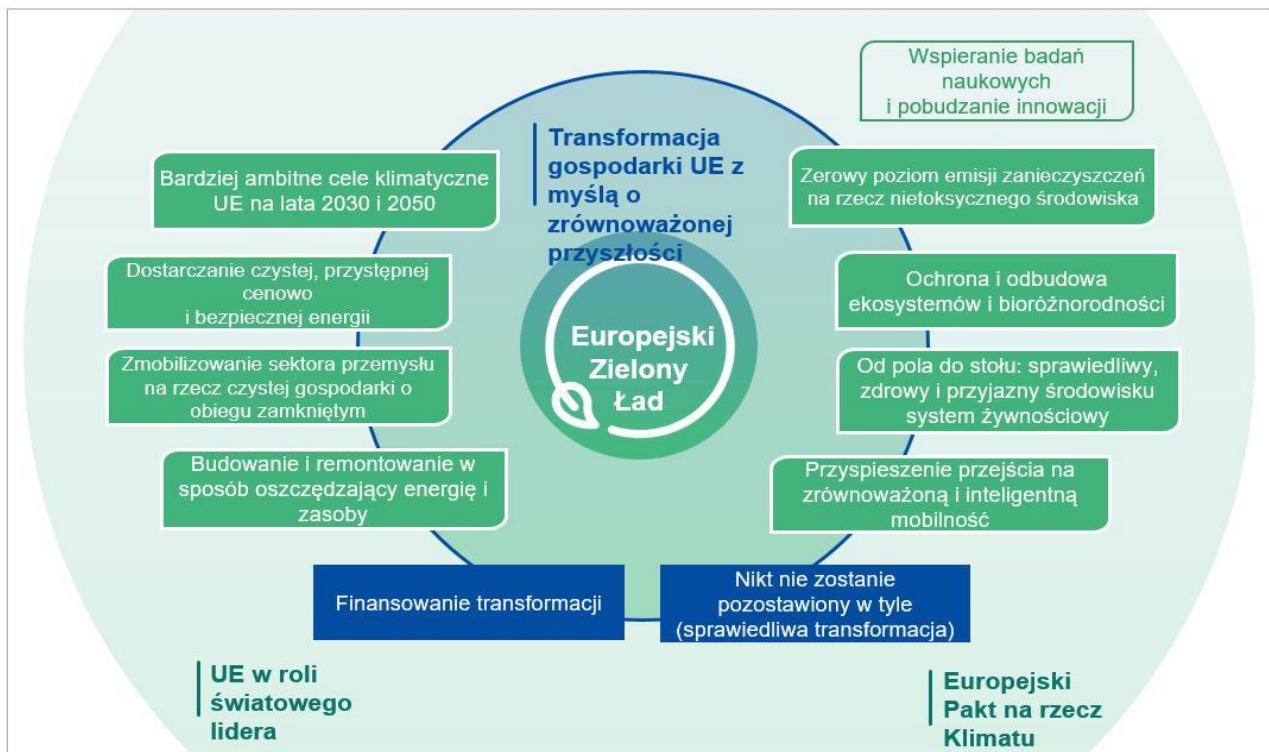 Wspieranie badań
naukowych
i pobudzanie innowacji
Transformacja
gospodarki UE z
myślą o
zrównoważonej
przyszłości
Bardziej ambitne cele klimatyczne
UE na lata 2030 i 2050
Zerowy poziom emisji zanieczyszczeń
na rzecz nietoksycznego środowiska
Dostarczanie czystej, przystępnej
cenowo
i bezpiecznej energii
Ochrona i odbudowa
ekosystemów i bioróżnorodności
Europejski
Zielony
Ład
Zmobilizowanie sektora przemysłu
na rzecz czystej gospodarki o
obiegu zamkniętym
Od pola do stołu: sprawiedliwy,
zdrowy i przyjazny środowisku
system żywnościowy
Budowanie i remontowanie w
sposób oszczędzający energię i
zasoby
Przyspieszenie przejścia na
zrównoważoną i inteligentną
mobilność
Finansowanie transformacji
Nikt nie zostanie
pozostawiony w tyle
(sprawiedliwa transformacja)
UE w roli
światowego
lidera
Europejski
Pakt na rzecz
Klimatu